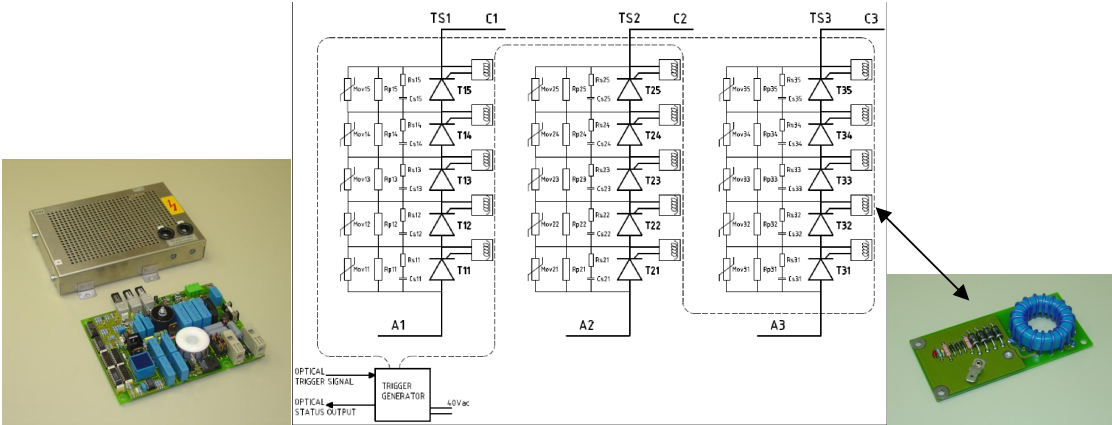 TS1 C1 TS2 C2 TS3 C3
Mov15 Rp15 Rs15 Cs15 T15 Mov25 Rp25 Rs25 Cs25 T25 Mov35 Rp35 Rs35 Cs35 T35
Mov14 Rp14 Rs14 Cs14 T14 Mov24 Rp24 Rs24 Cs24 T24 Mov34 Rp34 Rs34 Cs34 T34
Mov13 Rp13 Rs13 Cs13 T13 Mov23 Rp23 Rs23 Cs23 T23 Mov33 Rp33 Rs33 Cs33 T33
Mov12 Rp12 Rs12 Cs12 T12 Mov22 Rp22 Rs22 Cs22 T22 Mov32 Rp32 Rs32 Cs32 T32
Mov11 Rp11 Rs11 Cs11 T11 Mov21 Rp21 Rs21 Cs21 T21 Mov31 Rp31 Rs31 Cs31 T31
A1 A2 A3
OPTICAL
TRIGGER SIGNAL
OPTICAL
STATUS OUTPUT
TRIGGER
GENERATOR
40Vac